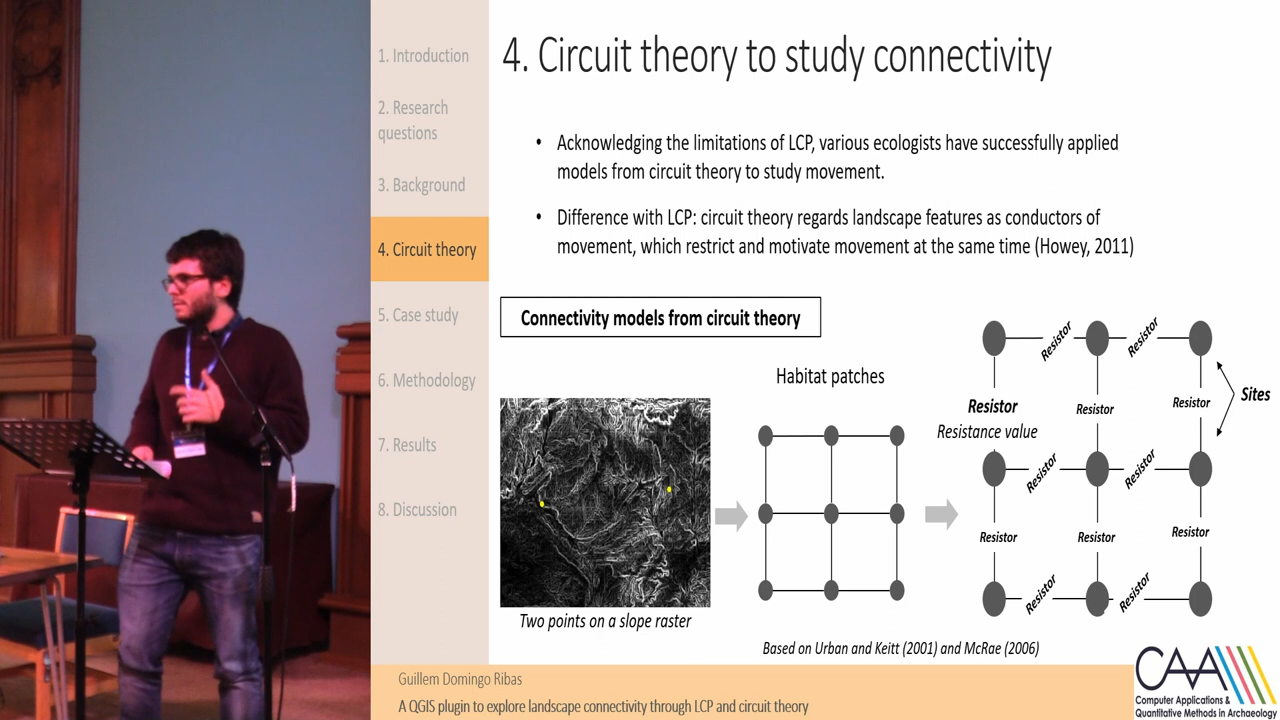 1. Introduction
2. Research
questions
3. Background
4. Circuit theory
5. Case study
6. Methodology
7. Results
8. Discussion
4. Circuit theory to study connectivity
• Acknowledging the limitations of LCP, various ecologists have successfully applied
models from circuit theory to study movement.
• Difference with LCP: circuit theory regards landscape features as conductors of
movement, which restrict and motivate movement at the same time (Howey, 2011)
Connectivity models from circuit theory
Two points on a slope raster
Habitat patches
Resistor
Resistor
Resistor
Resistance value
Resistor
Resistor
Sites
Resistor
Resistor
Resistor
Resistor
Resistor
Resistor
Resistor
Based on Urban and Keitt (2001) and McRae (2006)
Guillem Domingo Ribas
A QGIS plugin to explore landscape connectivity through LCP and circuit theory
CAA
Computer Applications &
Quantitative Methods in Archaeology